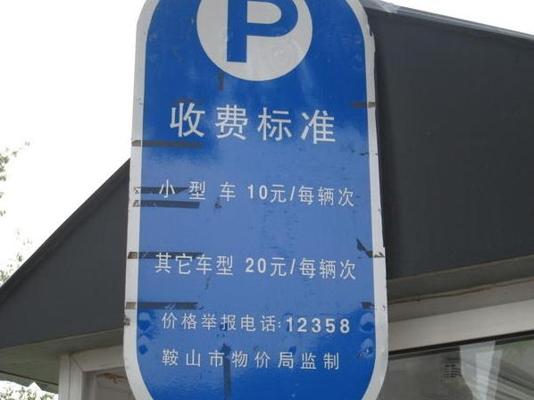 P
收费标准
小型车 10元/每辆次
其它车型 20元/每辆次
价格举报电话:12358
鞍山市物价局监制